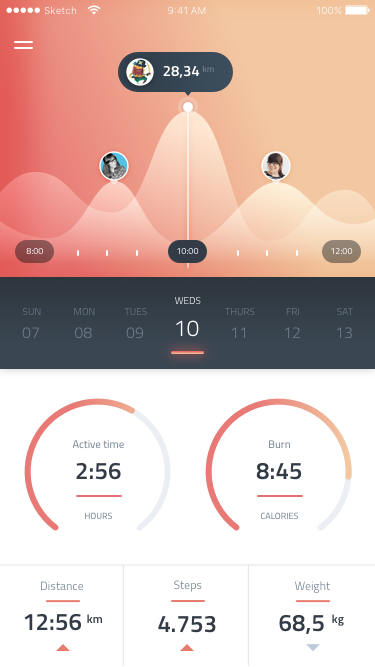 Sketch 9:41 AM 100%
28,34 km
8:00 10:00 12:00
SUN MON TUES WEDS THURS FRI SAT
07 08 09 10 11 12 13
Active time Burn
2:56 8:45
HOURS CALORIES
Distance Steps Weight
12:56 km 4.753 68,5 kg